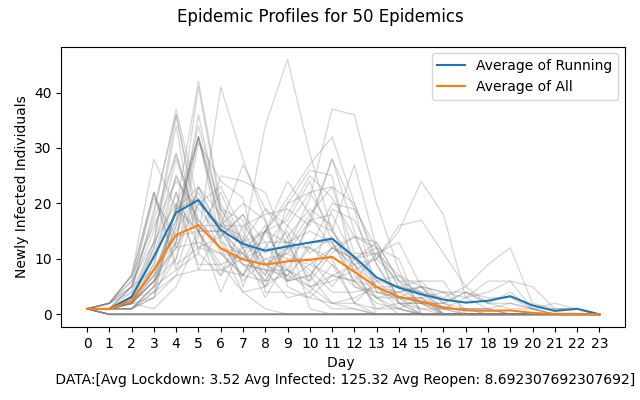 Epidemic Profiles for 50 Epidemics
Average of Running
Average of All
Newly Infected Individuals
40
30
20
10
0
0 1 2 3 4 5 6 7 8 9 10 11 12 13 14 15 16 17 18 19 20 21 22 23
Day
DATA:[Avg Lockdown: 3.52 Avg Infected: 125.32 Avg Reopen: 8.692307692307692]